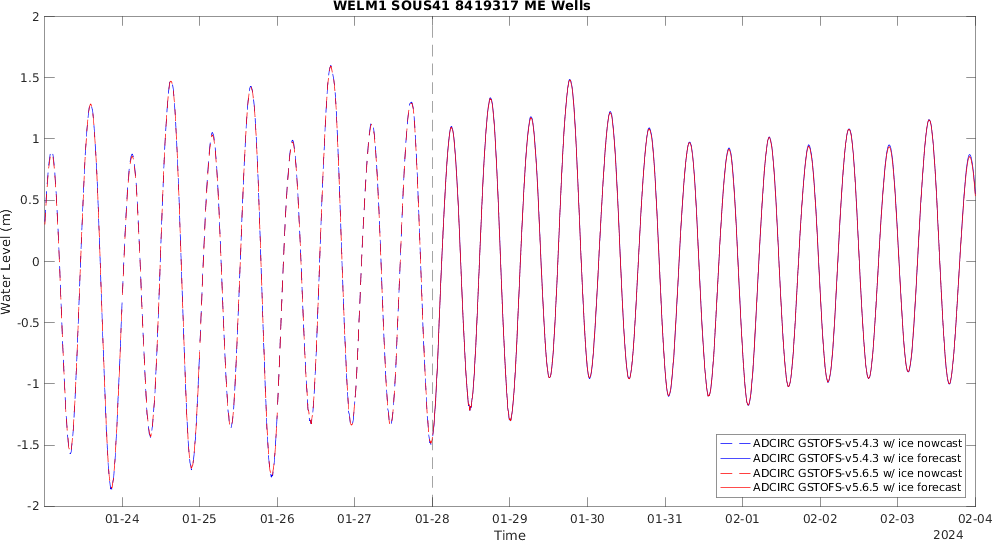 WELM1 SOUS41 8419317 ME Wells
2
1.5
1
0.5
0
-0.5
-1
-1.5
-2
Water Level (m)
01-24 01-25 01-26 01-27 01-28 01-29 01-30 01-31 02-01 02-02 02-03 02-04
Time
2024
ADCIRC GSTOFS-v5.4.3 w/ ice nowcast
ADCIRC GSTOFS-v5.4.3 w/ ice forecast
ADCIRC GSTOFS-v5.6.5 w/ ice nowcast
ADCIRC GSTOFS-v5.6.5 w/ ice forecast